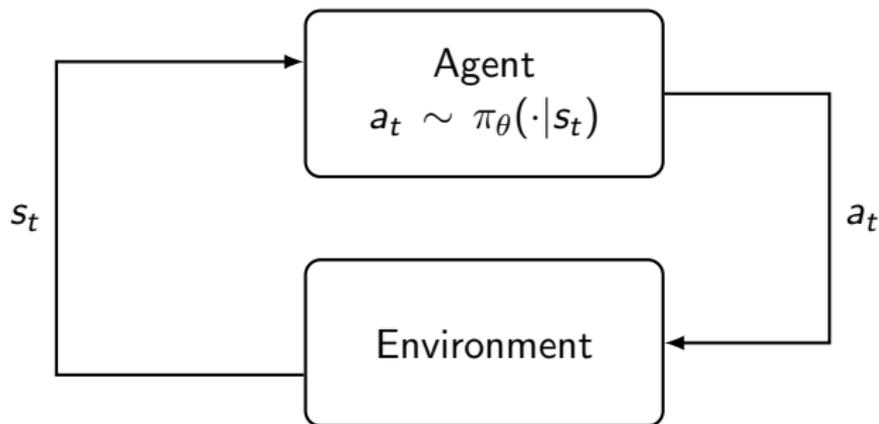 Agent
a_t ∼ π_θ(·|s_t)
s_t
a_t
Environment